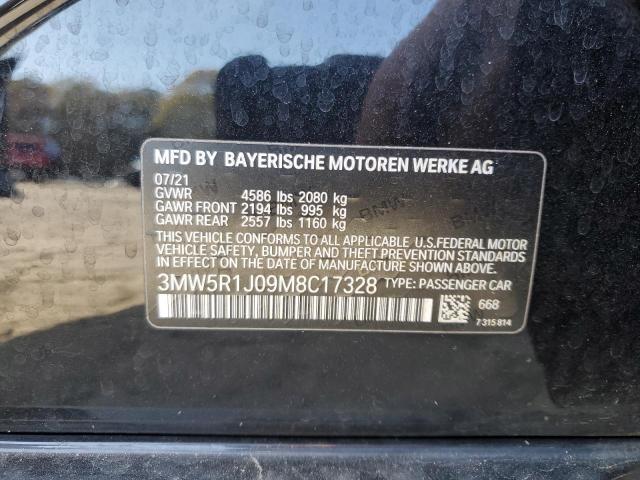 MFD BY BAYERISCHE MOTOREN WERKE AG
07/21
GVWR 4586 lbs 2080 kg
GAWR FRONT 2194 lbs 995 kg
GAWR REAR 2557 lbs 1160 kg
THIS VEHICLE CONFORMS TO ALL APPLICABLE U.S.FEDERAL MOTOR
VEHICLE SAFETY, BUMPER AND THEFT PREVENTION STANDARDS
IN EFFECT ON THE DATE OF MANUFACTURE SHOWN ABOVE.
3MW5R1J09M8C17328 TYPE: PASSENGER CAR
668
7315814